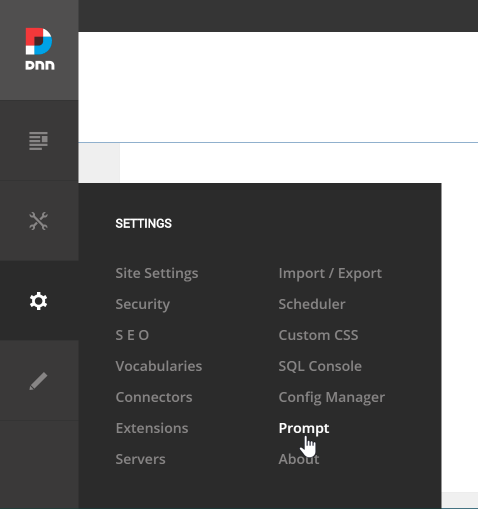 Dnn
SETTINGS
Site Settings
Security
S E O
Vocabularies
Connectors
Extensions
Servers
Import / Export
Scheduler
Custom CSS
SQL Console
Config Manager
Prompt
About